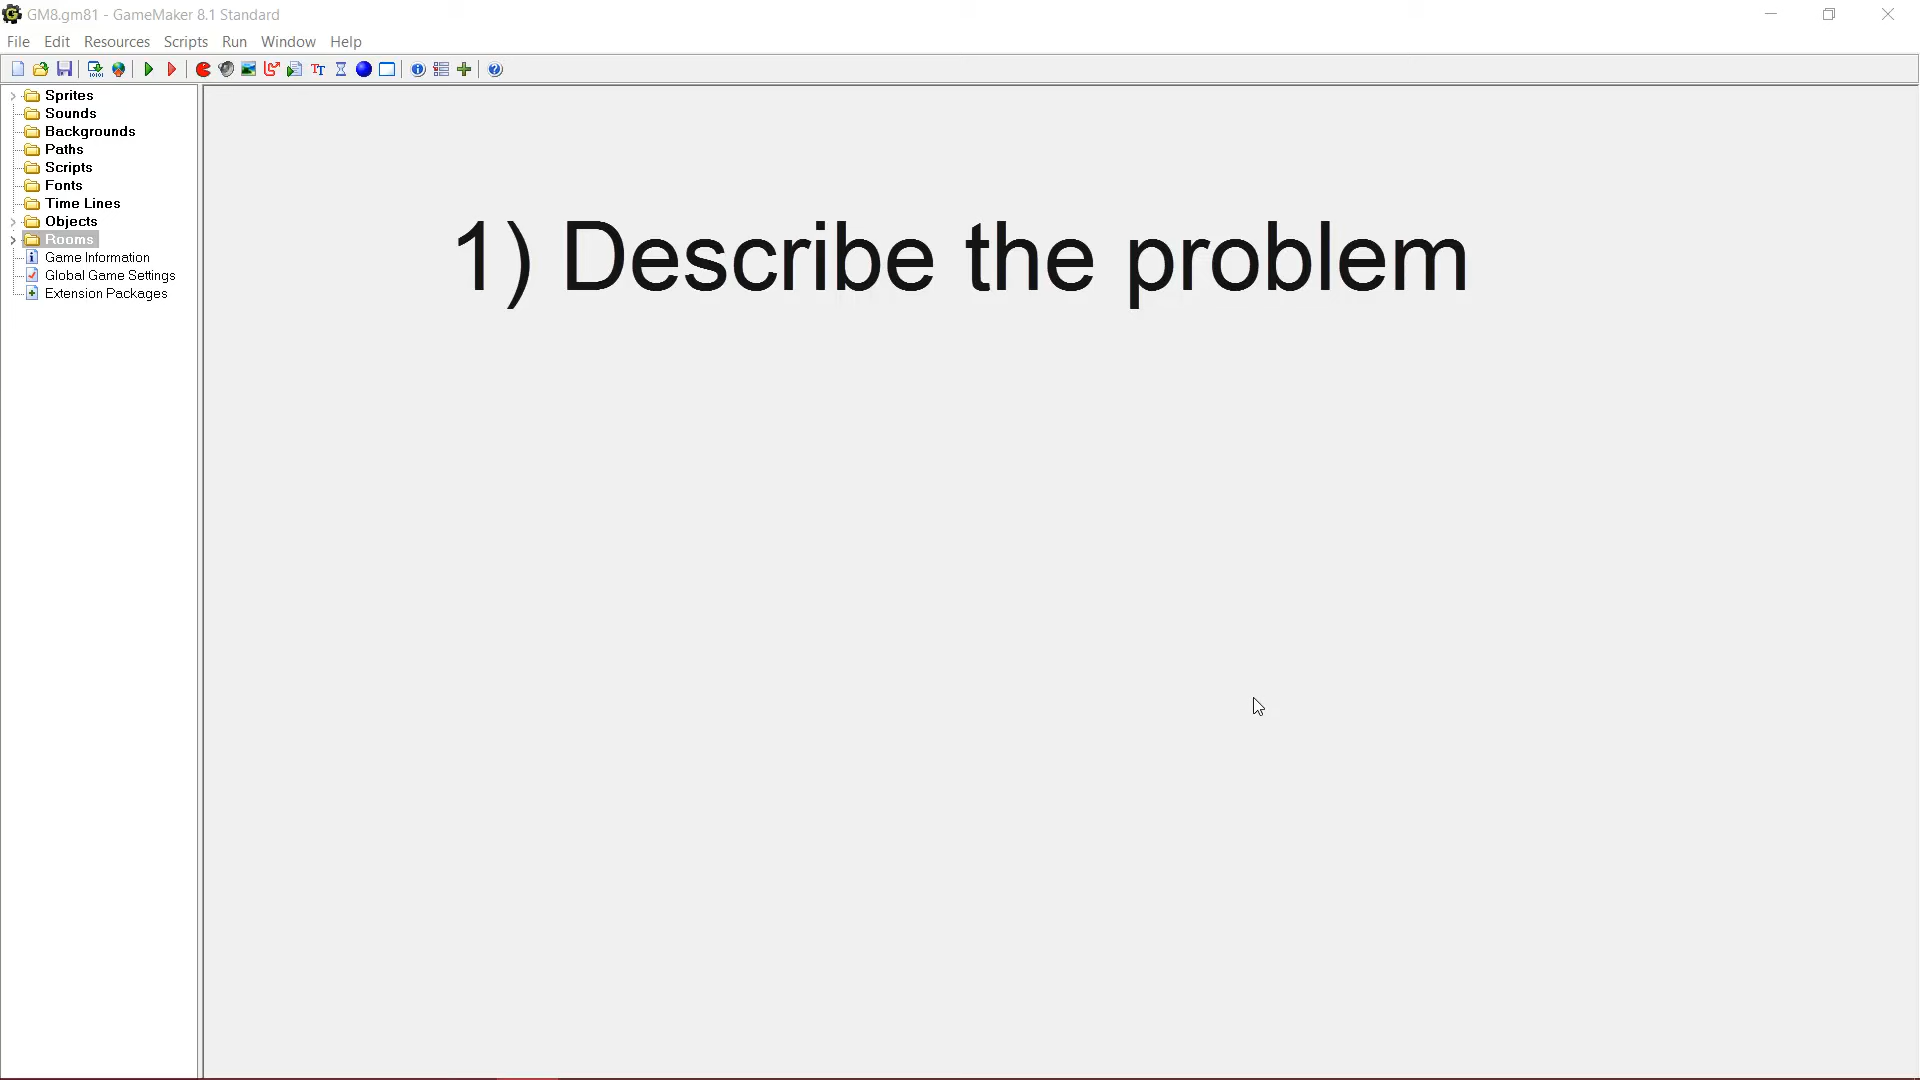 GM8.gm81 - GameMaker 8.1 Standard
File Edit Resources Scripts Run Window Help
Sprites
Sounds
Backgrounds
Paths
Scripts
Fonts
Time Lines
Objects
Rooms
Game Information
Global Game Settings
Extension Packages
1) Describe the problem